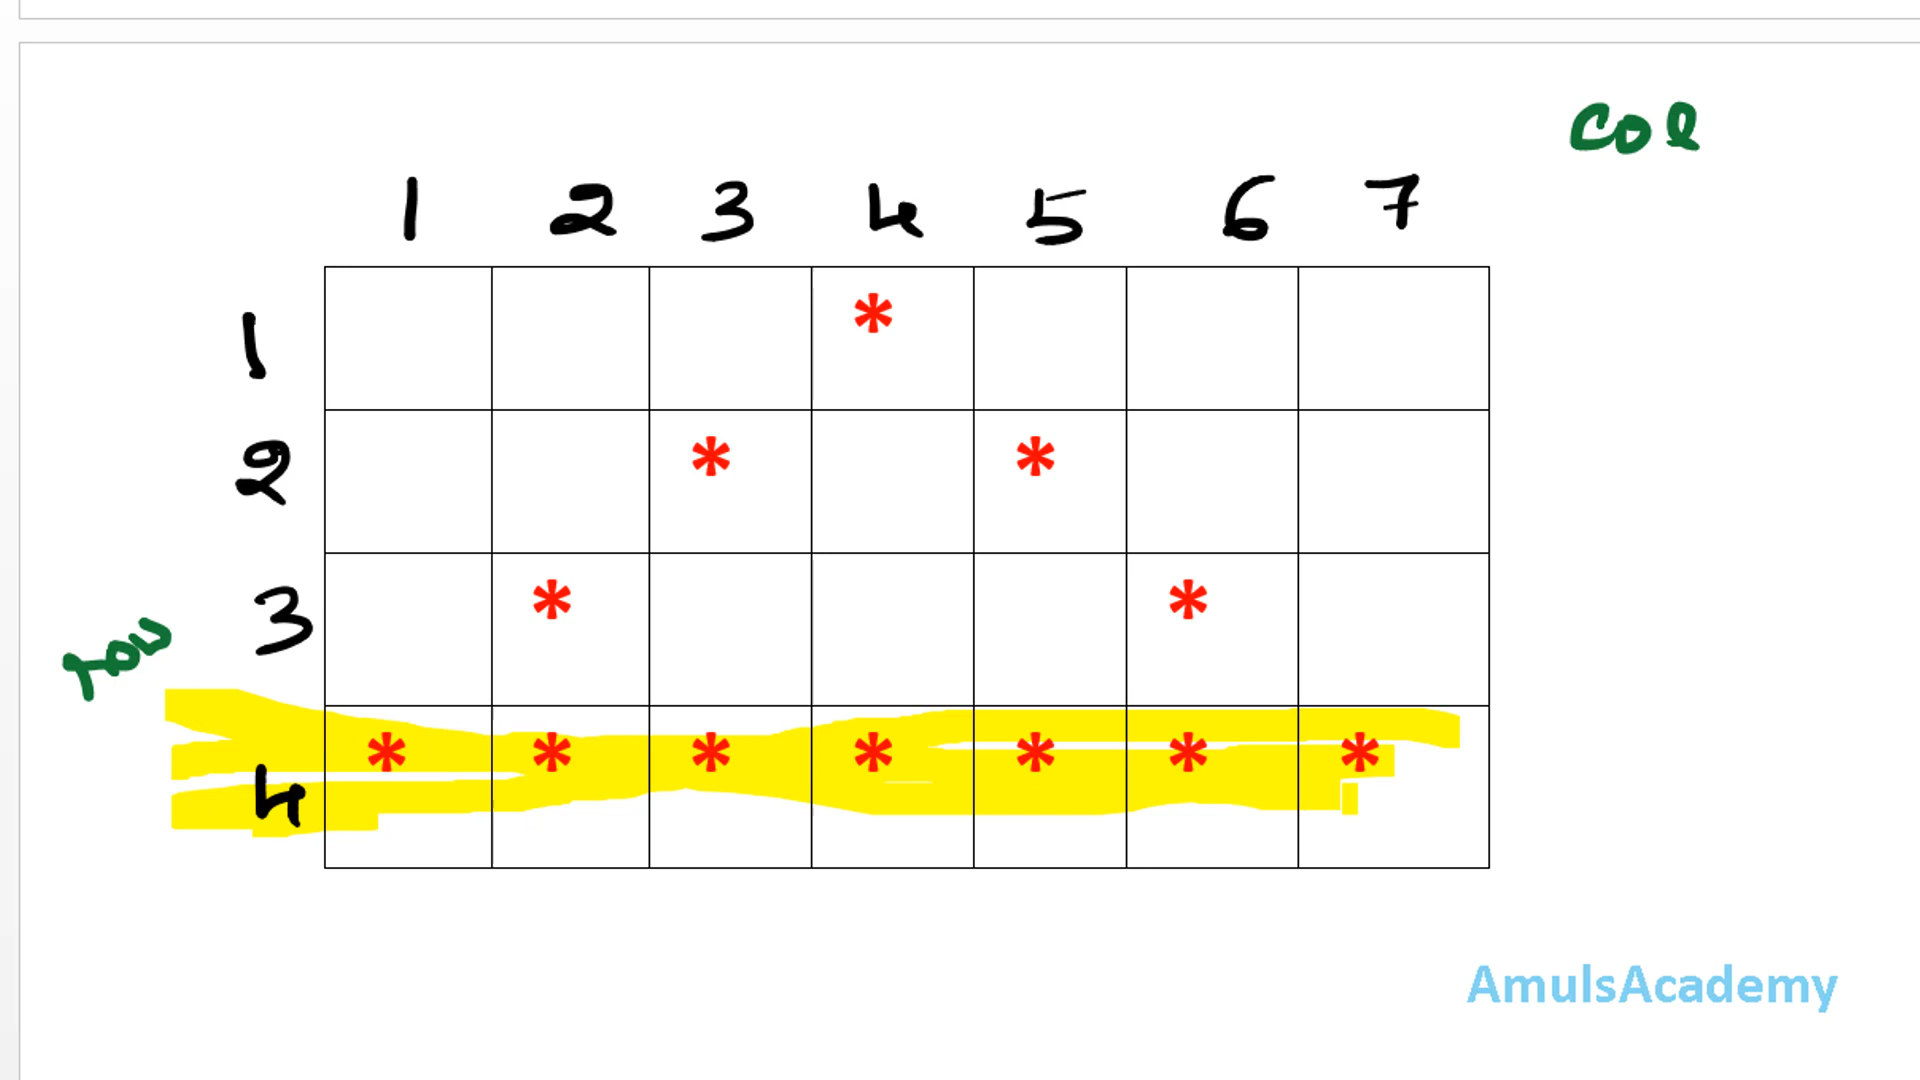 col
1 2 3 4 5 6 7
1 *
2 * *
3 * *
row
4 * * * * * * *
AmulsAcademy